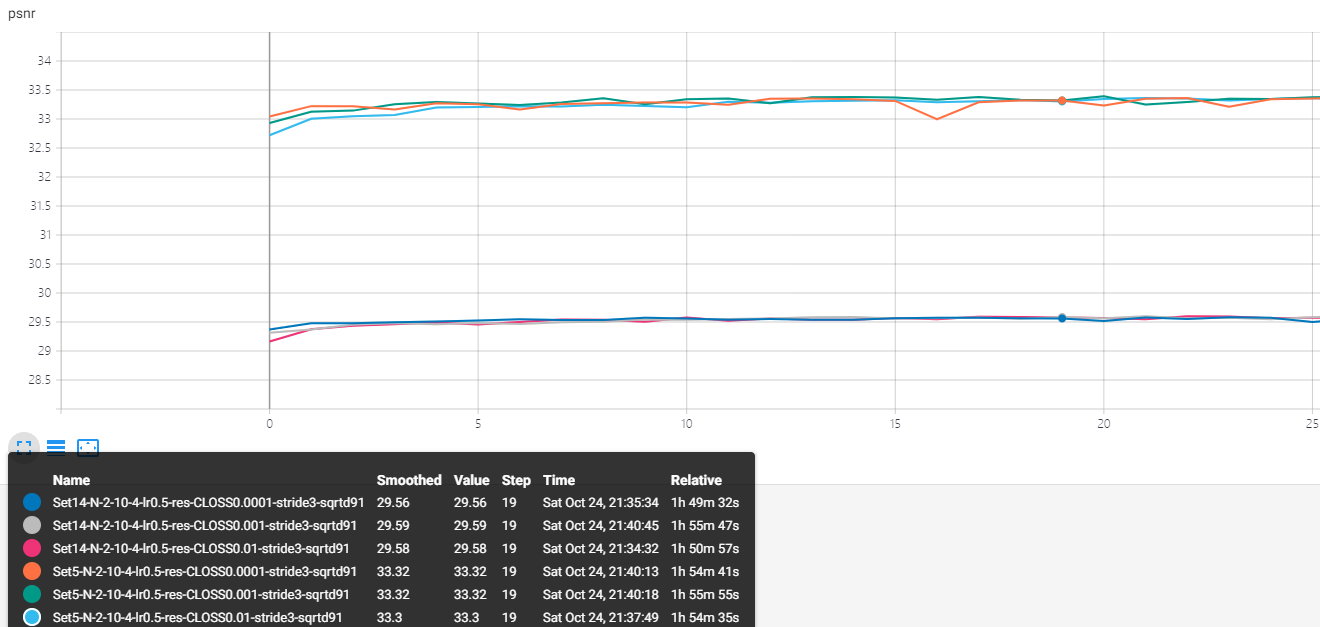 psnr
34
33.5
33
32.5
32
31.5
31
30.5
30
29.5
29
28.5
0 5 10 15 20 25
Name Smoothed Value Step Time Relative
Set14-N-2-10-4-lr0.5-res-CLOSS0.0001-stride3-sqrtd91 29.56 29.56 19 Sat Oct 24, 21:35:34 1h 49m 32s
Set14-N-2-10-4-lr0.5-res-CLOSS0.001-stride3-sqrtd91 29.59 29.59 19 Sat Oct 24, 21:40:45 1h 55m 47s
Set14-N-2-10-4-lr0.5-res-CLOSS0.01-stride3-sqrtd91 29.58 29.58 19 Sat Oct 24, 21:34:32 1h 50m 57s
Set5-N-2-10-4-lr0.5-res-CLOSS0.0001-stride3-sqrtd91 33.32 33.32 19 Sat Oct 24, 21:40:13 1h 54m 41s
Set5-N-2-10-4-lr0.5-res-CLOSS0.001-stride3-sqrtd91 33.32 33.32 19 Sat Oct 24, 21:40:18 1h 55m 55s
Set5-N-2-10-4-lr0.5-res-CLOSS0.01-stride3-sqrtd91 33.3 33.3 19 Sat Oct 24, 21:37:49 1h 54m 35s